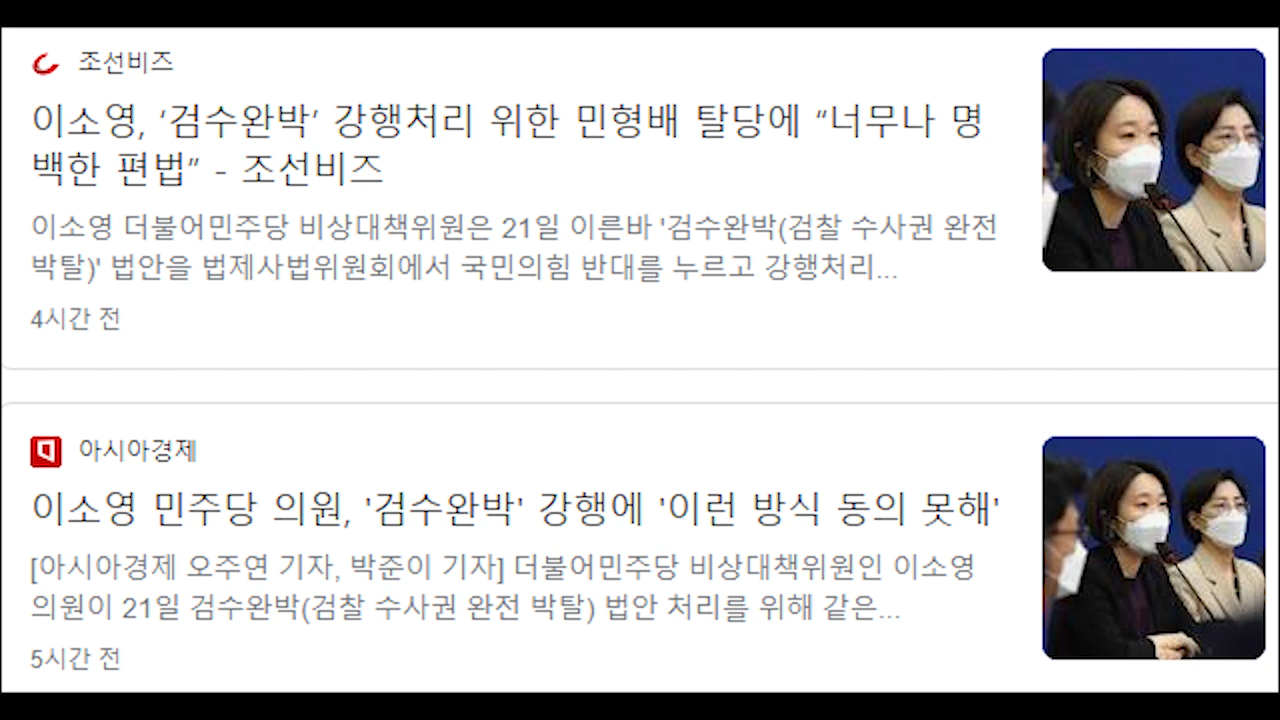 조선비즈
이소영, ‘검수완박’ 강행처리 위한 민형배 탈당에 “너무나 명
백한 편법” - 조선비즈
이소영 더불어민주당 비상대책위원은 21일 이른바 '검수완박(검찰 수사권 완전
박탈)' 법안을 법제사법위원회에서 국민의힘 반대를 누르고 강행처리...
4시간 전
아시아경제
이소영 민주당 의원, '검수완박' 강행에 '이런 방식 동의 못해'
[아시아경제 오주연 기자, 박준이 기자] 더불어민주당 비상대책위원인 이소영
의원이 21일 검수완박(검찰 수사권 완전 박탈) 법안 처리를 위해 같은...
5시간 전